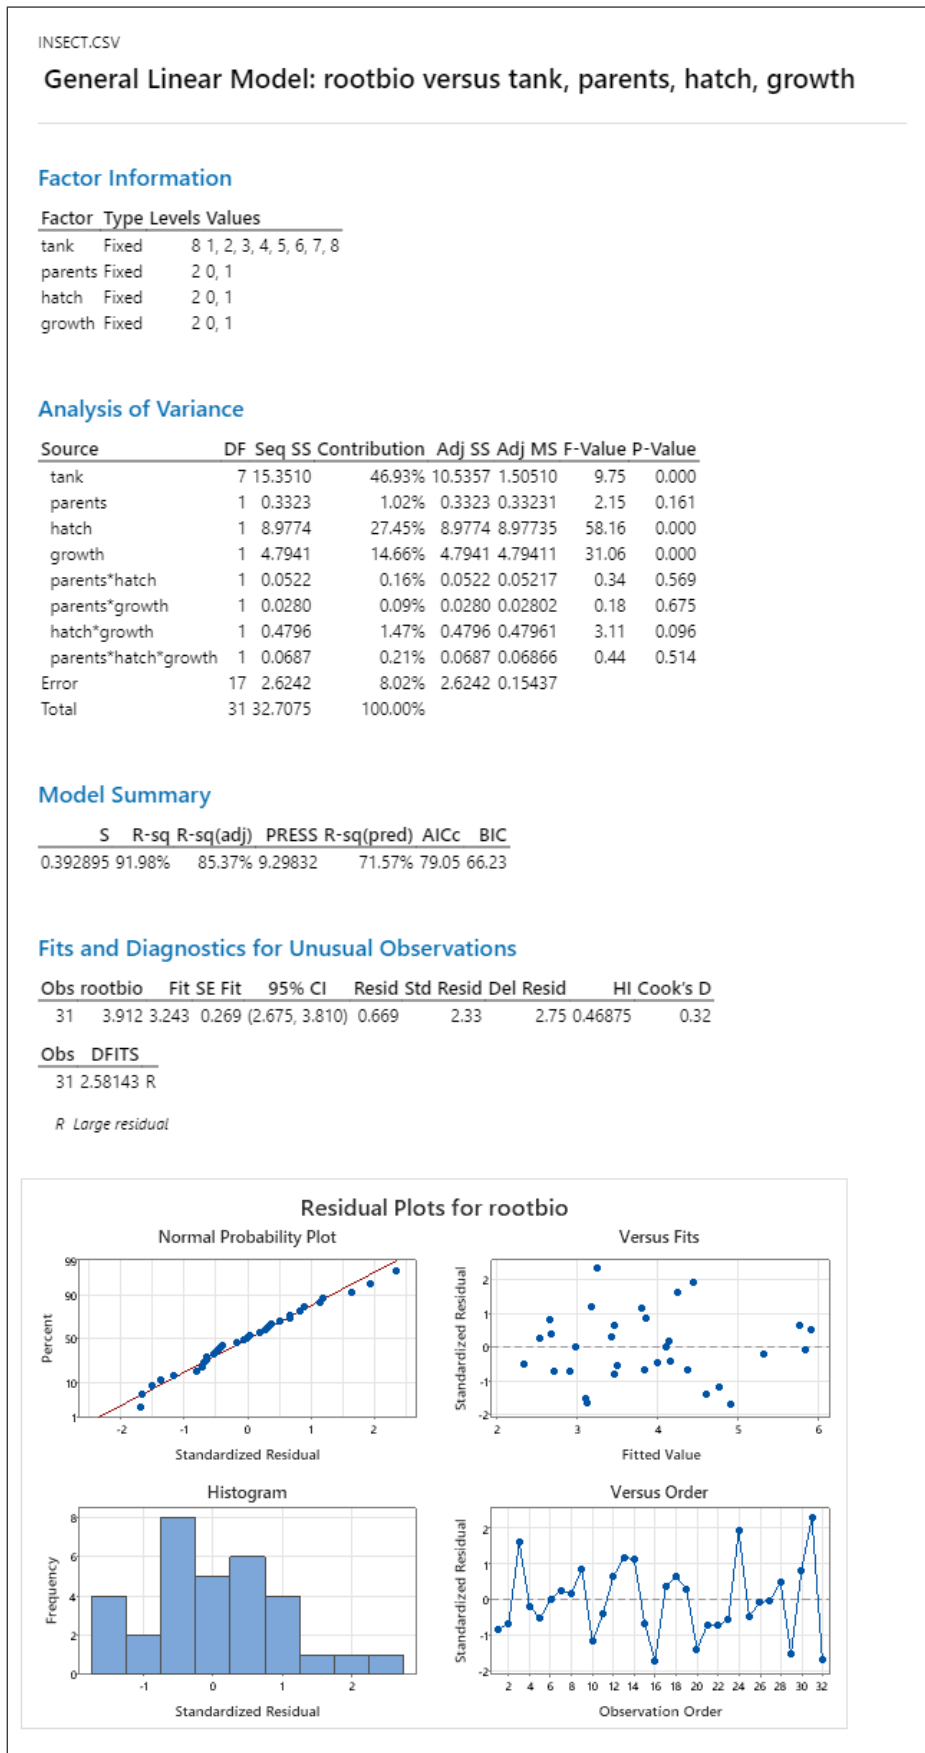 INSECT.CSV
General Linear Model: rootbio versus tank, parents, hatch, growth
Factor Information
Factor Type Levels Values
tank Fixed 8 1, 2, 3, 4, 5, 6, 7, 8
parents Fixed 2 0, 1
hatch Fixed 2 0, 1
growth Fixed 2 0, 1
Analysis of Variance
Source DF Seq SS Contribution Adj SS Adj MS F-Value P-Value
tank 7 15.3510 46.93% 10.5357 1.50510 9.75 0.000
parents 1 0.3323 1.02% 0.3323 0.33231 2.15 0.161
hatch 1 8.9774 27.45% 8.9774 8.97735 58.16 0.000
growth 1 4.7941 14.66% 4.7941 4.79411 31.06 0.000
parents*hatch 1 0.0522 0.16% 0.0522 0.05217 0.34 0.569
parents*growth 1 0.0280 0.09% 0.0280 0.02802 0.18 0.675
hatch*growth 1 0.4796 1.47% 0.4796 0.47961 3.11 0.096
parents*hatch*growth 1 0.0687 0.21% 0.0687 0.06866 0.44 0.514
Error 17 2.6242 8.02% 2.6242 0.15437
Total 31 32.7075 100.00%
Model Summary
S R-sq R-sq(adj) PRESS R-sq(pred) AICc BIC
0.392895 91.98% 85.37% 9.29832 71.57% 79.05 66.23
Fits and Diagnostics for Unusual Observations
Obs rootbio Fit SE Fit 95% CI Resid Std Resid Del Resid HI Cook's D
31 3.912 3.243 0.269 (2.675, 3.810) 0.669 2.33 2.75 0.46875 0.32
Obs DFITS
31 2.58143 R
R Large residual
Residual Plots for rootbio
Normal Probability Plot
Percent
99
90
50
10
1
-2 -1 0 1 2
Standardized Residual
Versus Fits
Standardized Residual
2
1
0
-1
-2
2 3 4 5 6
Fitted Value
Histogram
Frequency
8
6
4
2
0
-1 0 1 2
Standardized Residual
Versus Order
Standardized Residual
2
1
0
-1
-2
2 4 6 8 10 12 14 16 18 20 22 24 26 28 30 32
Observation Order